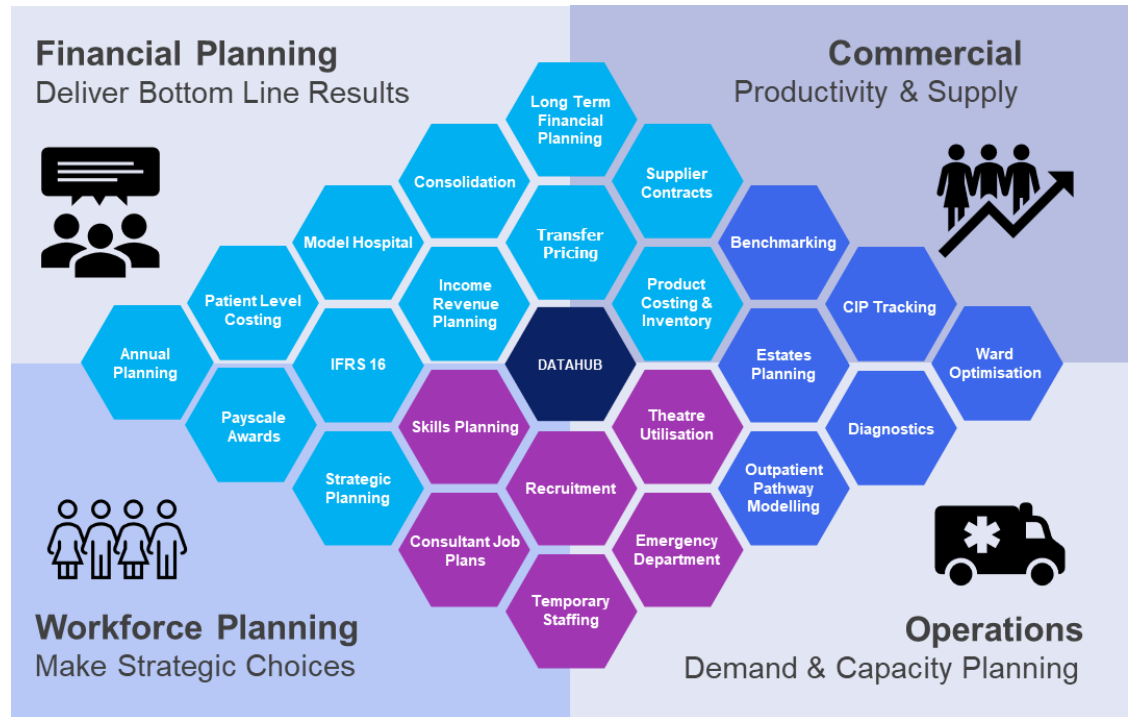 Financial Planning
Deliver Bottom Line Results
Commercial
Productivity & Supply
Long Term
Financial
Planning
Consolidation
Supplier
Contracts
Model Hospital
Transfer
Pricing
Benchmarking
Patient Level
Costing
Income
Revenue
Planning
Product
Costing &
Inventory
CIP Tracking
Annual
Planning
IFRS 16
DATAHUB
Estates
Planning
Ward
Optimisation
Payscale
Awards
Skills Planning
Theatre
Utilisation
Diagnostics
Strategic
Planning
Recruitment
Outpatient
Pathway
Modelling
Consultant Job
Plans
Emergency
Department
Temporary
Staffing
Workforce Planning
Make Strategic Choices
Operations
Demand & Capacity Planning